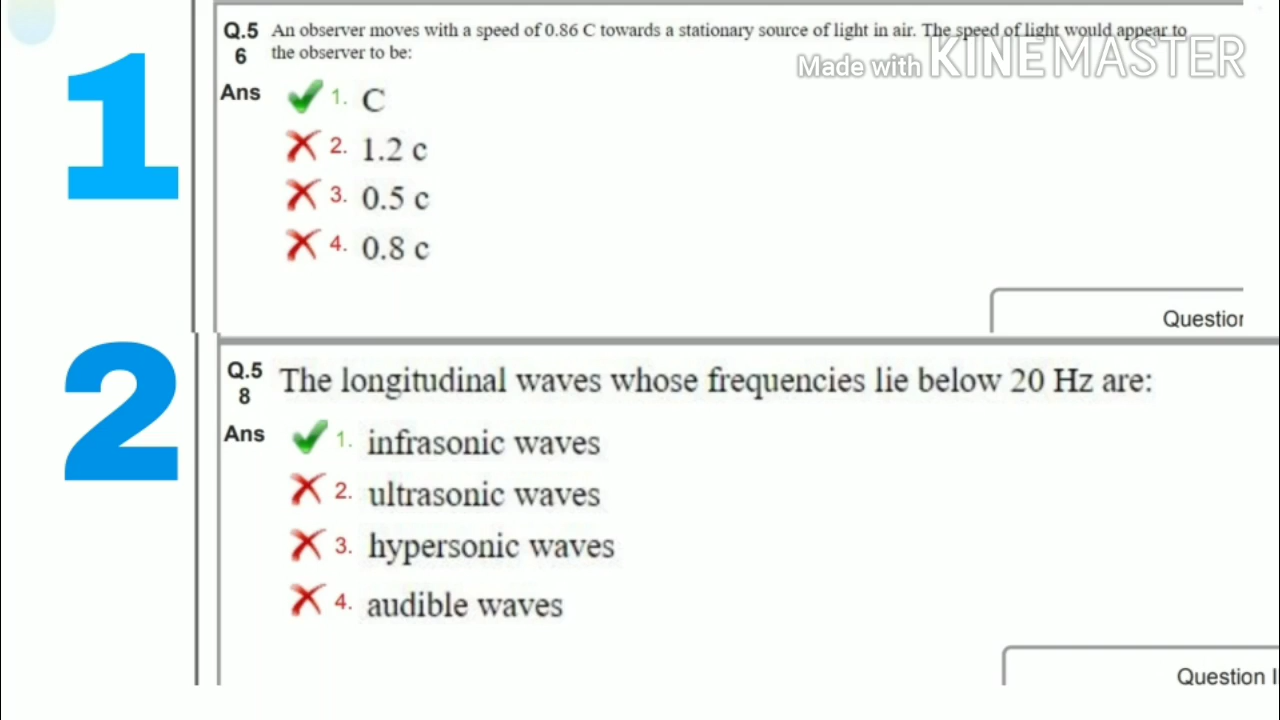 1
Q.5 An observer moves with a speed of 0.86 C towards a stationary source of light in air. The speed of light would appear to
6 the observer to be:
Made with KINEMASTER
Ans 1. C
2. 1.2 c
3. 0.5 c
4. 0.8 c
Question
2
Q.5 The longitudinal waves whose frequencies lie below 20 Hz are:
8
Ans 1. infrasonic waves
2. ultrasonic waves
3. hypersonic waves
4. audible waves
Question I